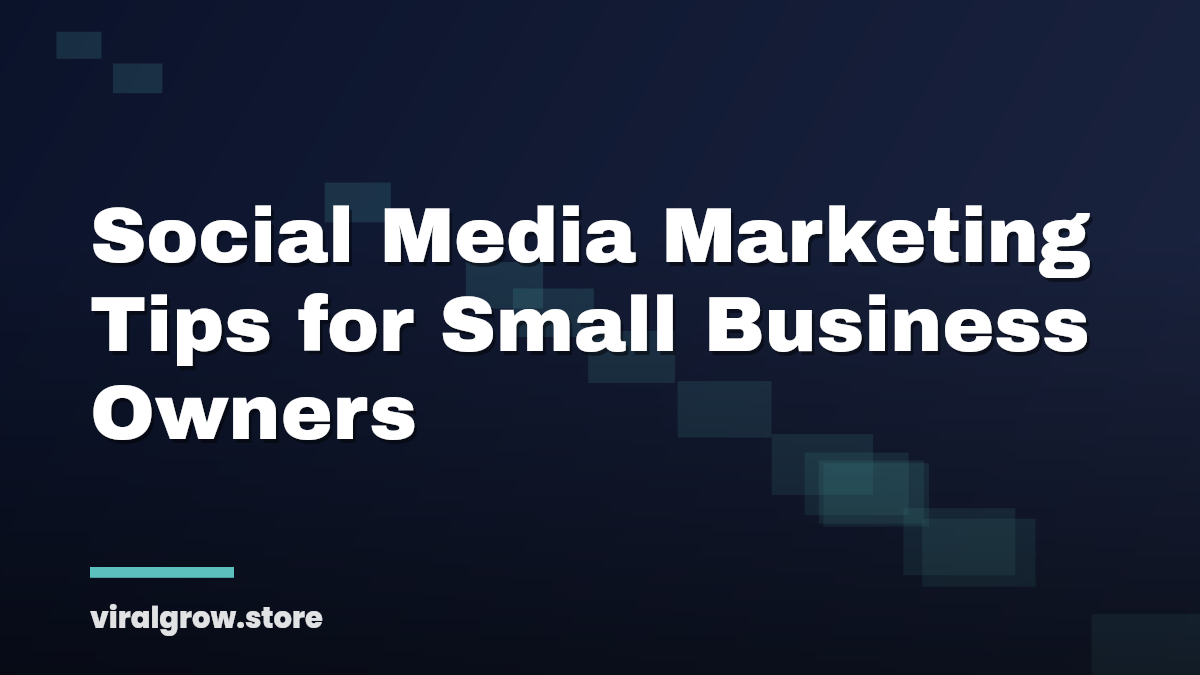 Social Media Marketing
Tips for Small Business
Owners
viralgrow.store